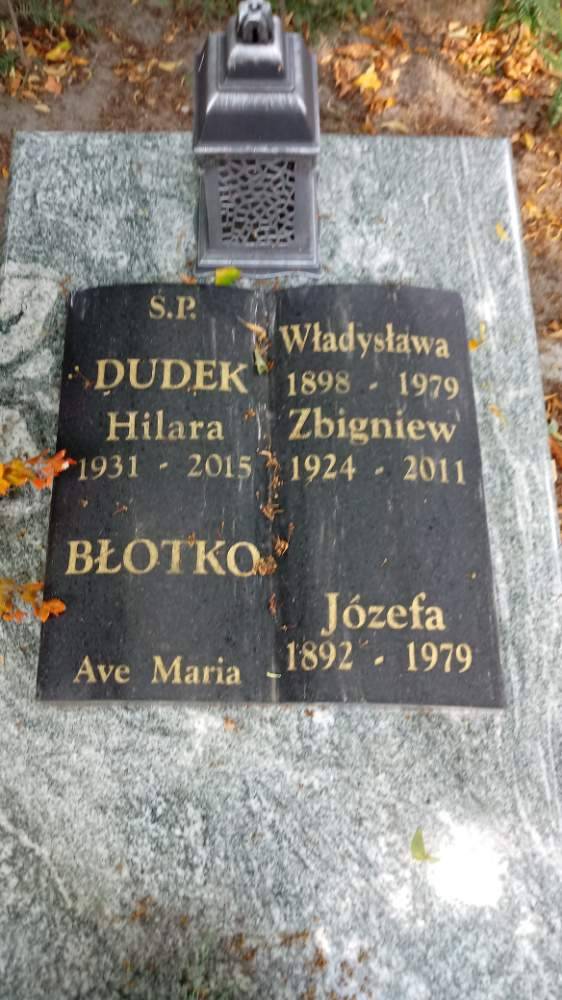 Ś.P.
DUDEK
Hilara
1931 - 2015
BŁOTKO
Ave Maria
Władysława
1898 - 1979
Zbigniew
1924 - 2011
Józefa
1892 - 1979